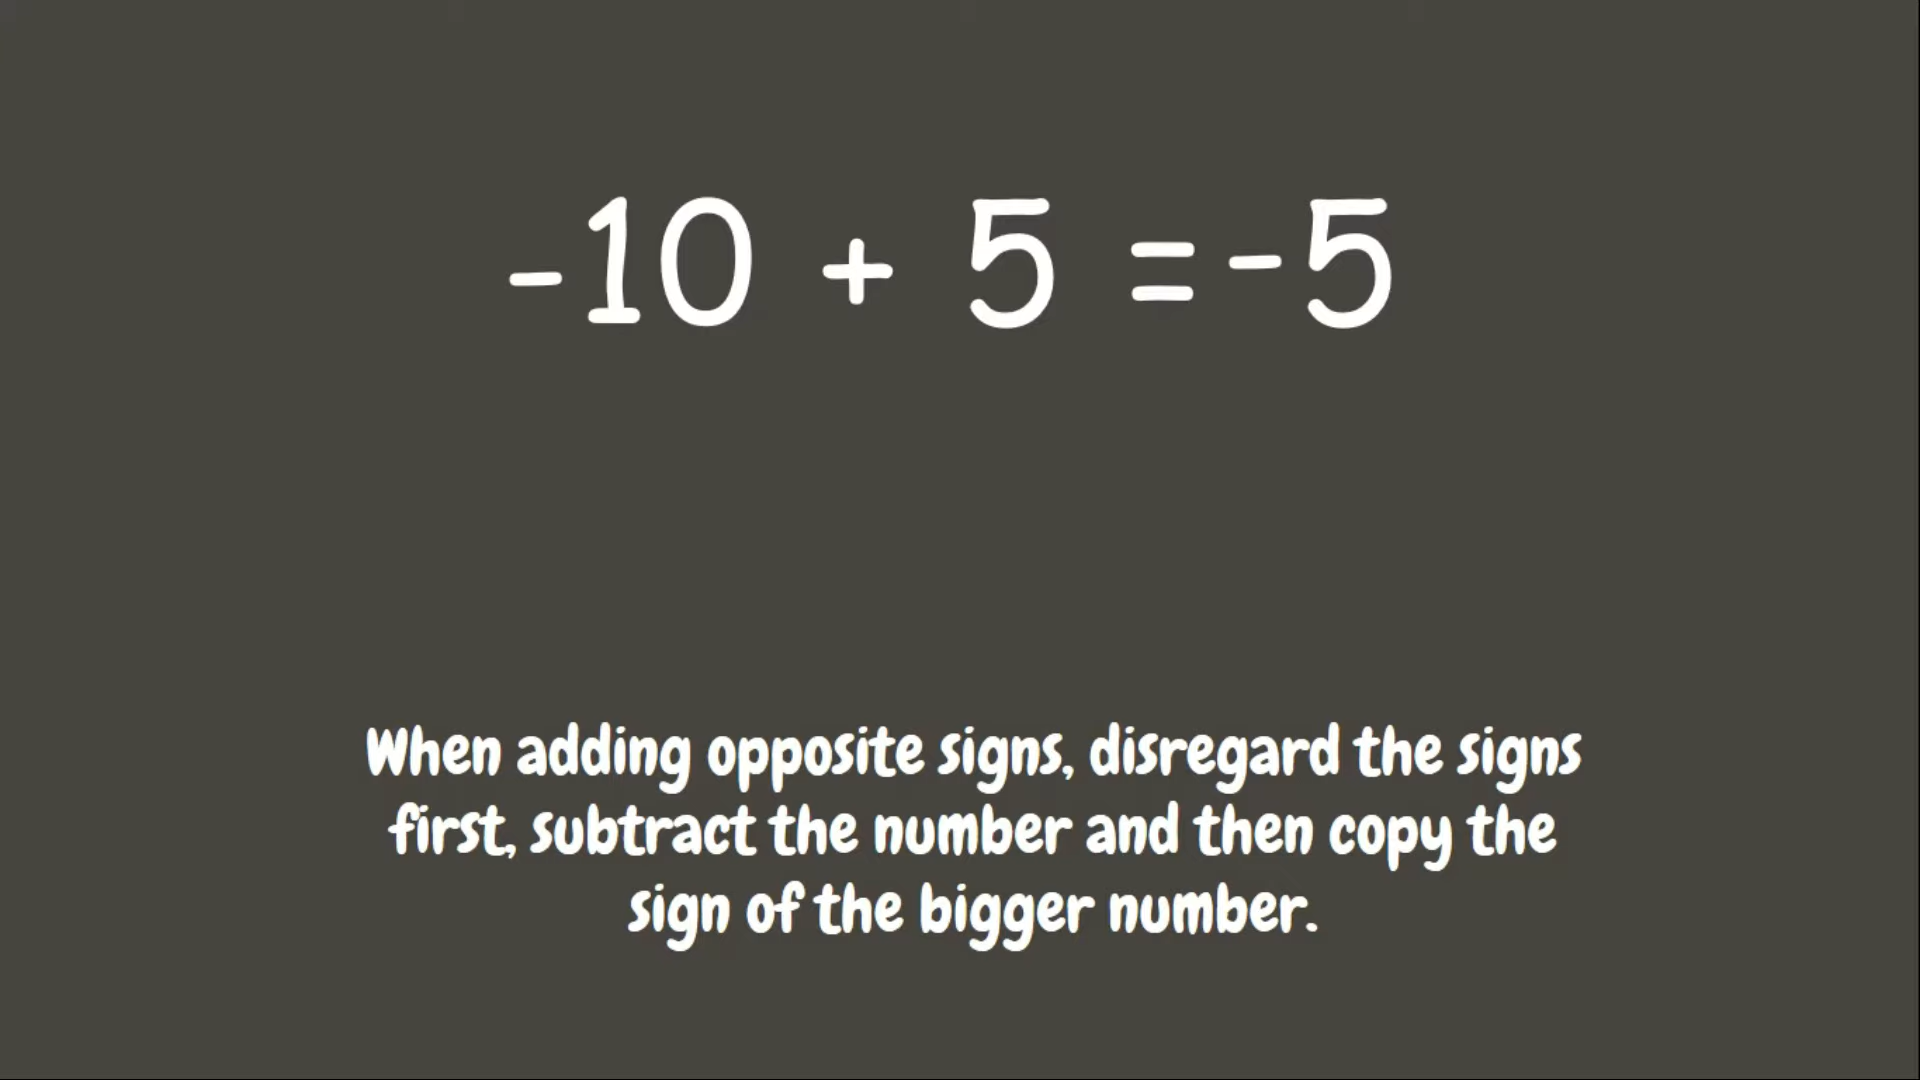 -10 + 5 = -5
When adding opposite signs, disregard the signs
first, subtract the number and then copy the
sign of the bigger number.